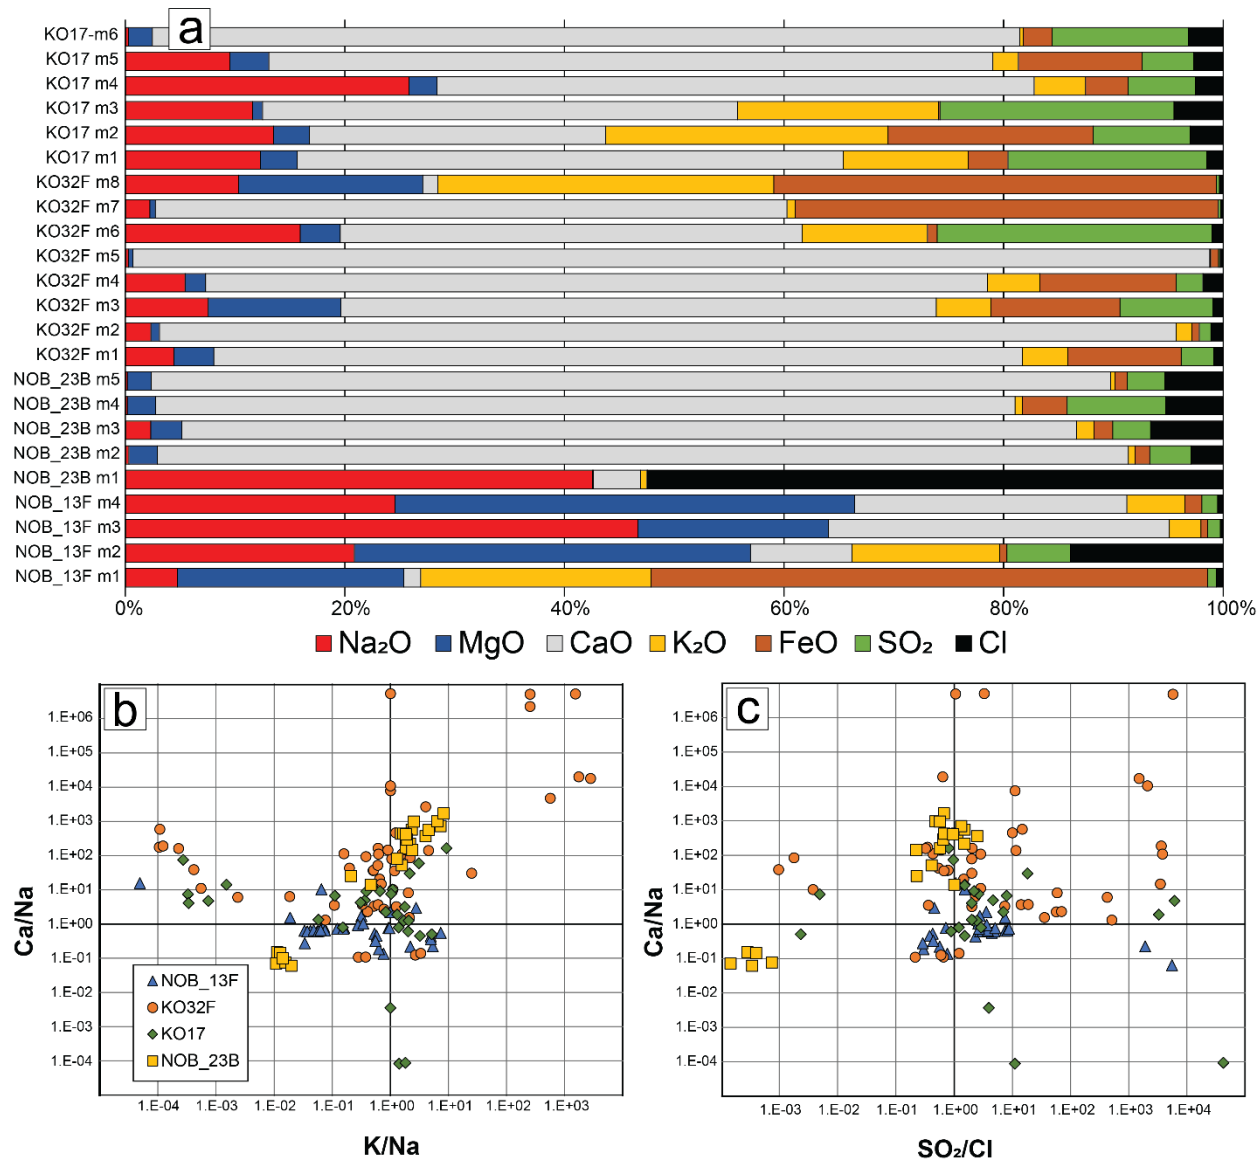 a
KO17-m6
KO17 m5
KO17 m4
KO17 m3
KO17 m2
KO17 m1
KO32F m8
KO32F m7
KO32F m6
KO32F m5
KO32F m4
KO32F m3
KO32F m2
KO32F m1
NOB_23B m5
NOB_23B m4
NOB_23B m3
NOB_23B m2
NOB_23B m1
NOB_13F m4
NOB_13F m3
NOB_13F m2
NOB_13F m1
0% 20% 40% 60% 80% 100%
Na₂O MgO CaO K₂O FeO SO₂ Cl
b
1.E+06
1.E+05
1.E+04
1.E+03
1.E+02
1.E+01
1.E+00
1.E-01
1.E-02
1.E-03
1.E-04
Ca/Na
NOB_13F
KO32F
KO17
NOB_23B
1.E-04 1.E-03 1.E-02 1.E-01 1.E+00 1.E+01 1.E+02 1.E+03
K/Na
c
1.E+06
1.E+05
1.E+04
1.E+03
1.E+02
1.E+01
1.E+00
1.E-01
1.E-02
1.E-03
1.E-04
Ca/Na
1.E-03 1.E-02 1.E-01 1.E+00 1.E+01 1.E+02 1.E+03 1.E+04
SO₂/Cl